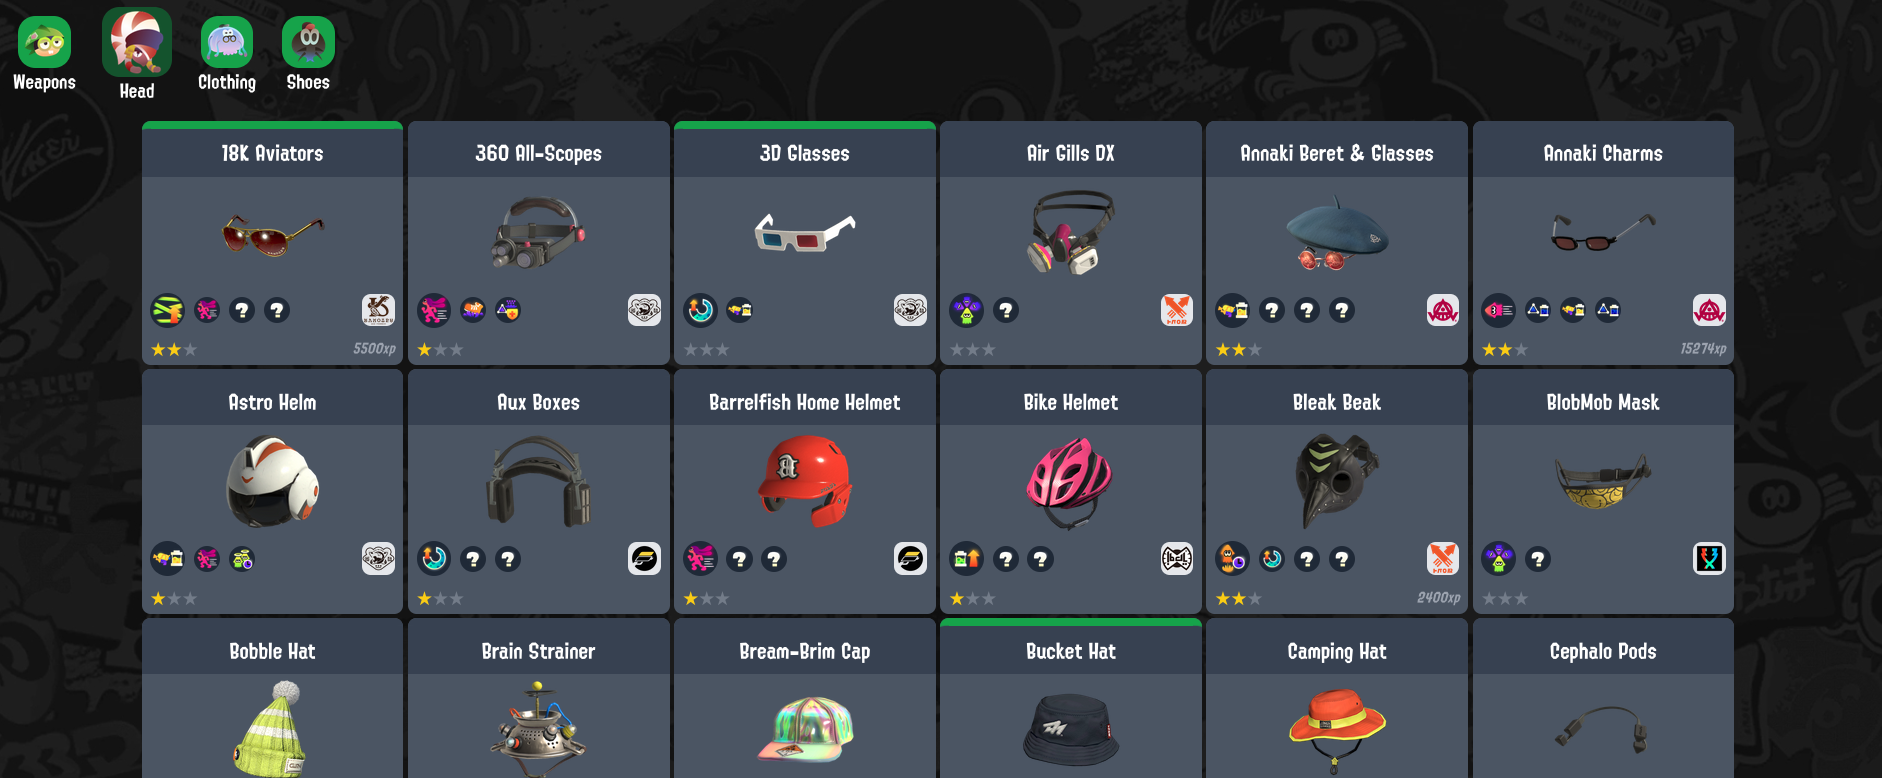 Weapons
Head
Clothing
Shoes
18K Aviators
360 All-Scopes
3D Glasses
Air Gills DX
Annaki Beret & Glasses
Annaki Charms
? ?
?
? ? ?
5500xp
15274xp
Astro Helm
Aux Boxes
Barrelfish Home Helmet
Bike Helmet
Bleak Beak
BlobMob Mask
? ?
? ?
? ?
? ?
?
2400xp
Bobble Hat
Brain Strainer
Bream-Brim Cap
Bucket Hat
Camping Hat
Cephalo Pods